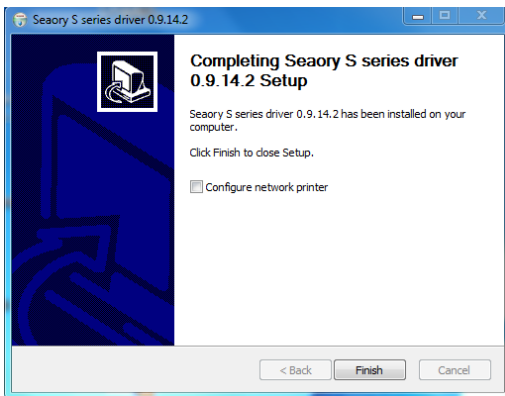 Seaory S series driver 0.9.14.2
Completing Seaory S series driver
0.9.14.2 Setup
Seaory S series driver 0.9.14.2 has been installed on your
computer.
Click Finish to close Setup.
Configure network printer
< Back
Finish
Cancel